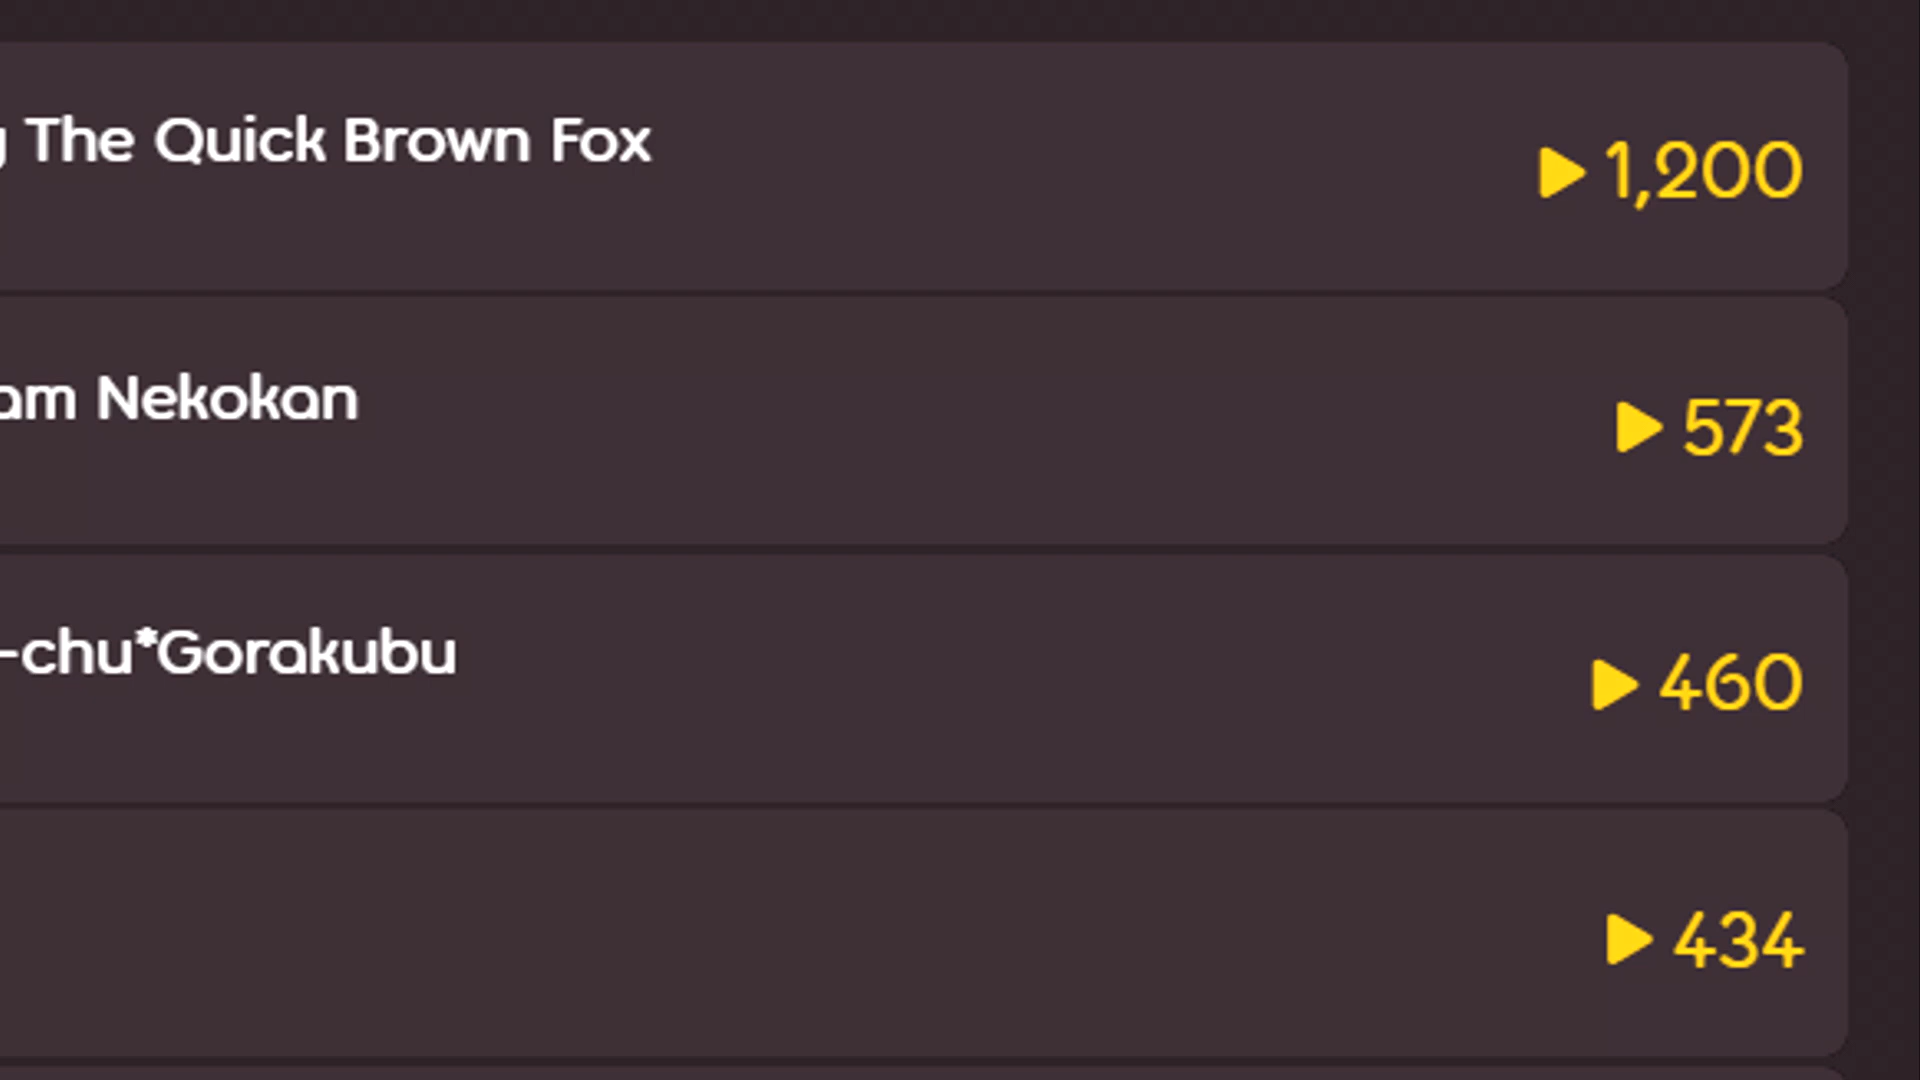 The Quick Brown Fox
1,200
Nekokan
573
-chu*Gorakubu
460
434